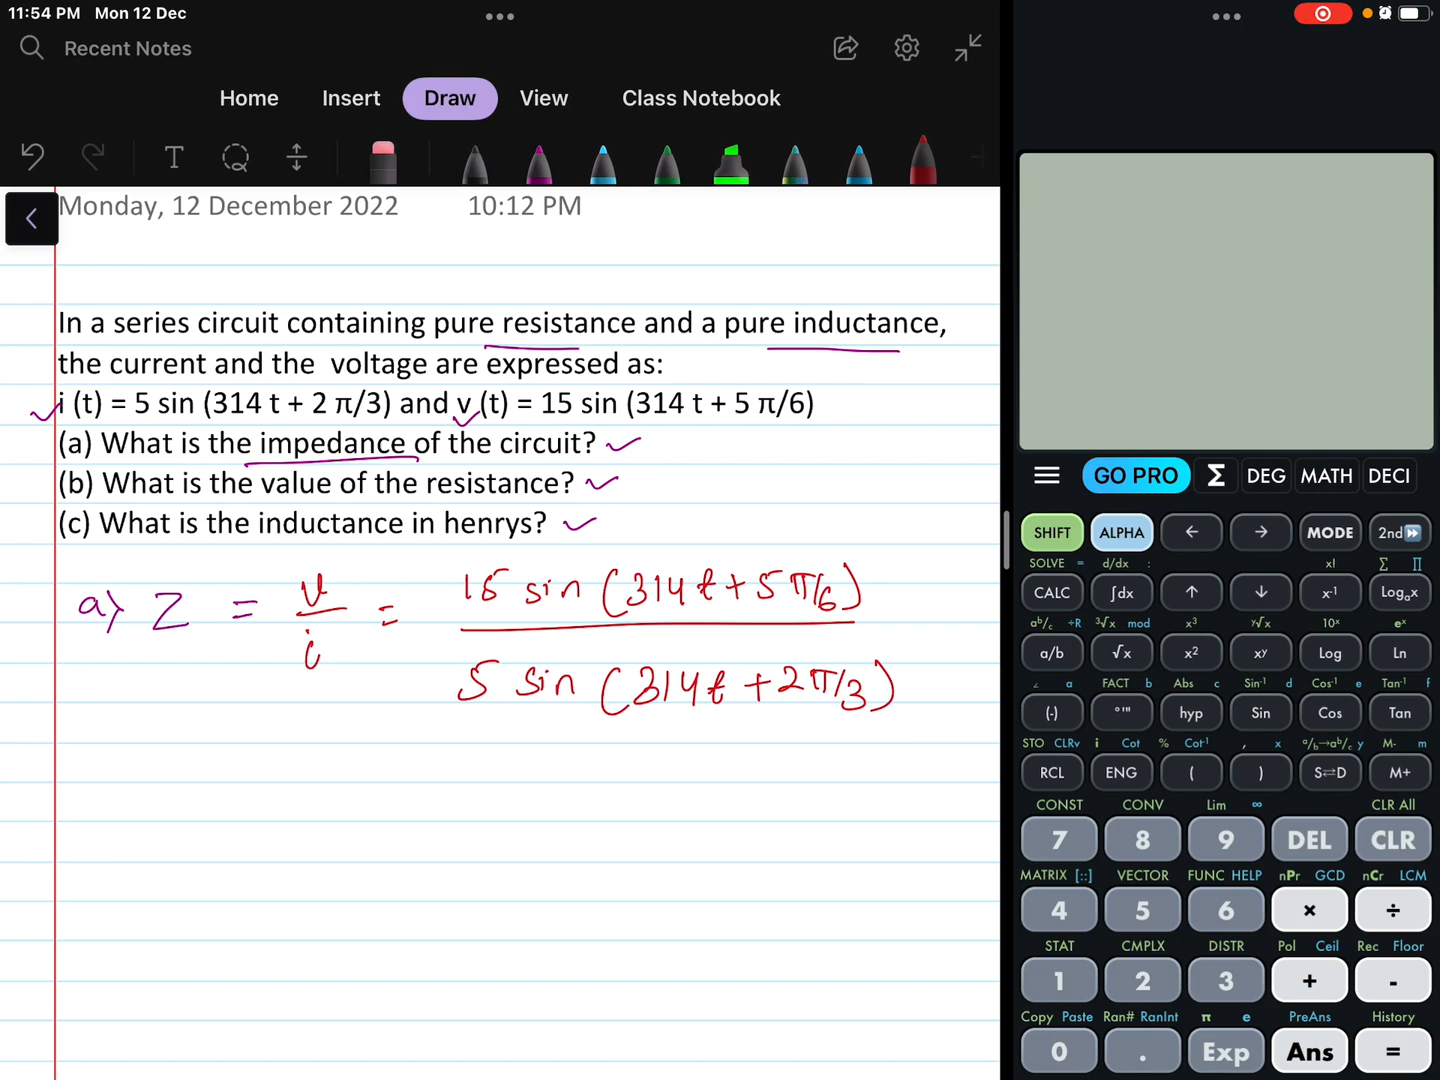 11:54 PM Mon 12 Dec
Recent Notes
Home Insert Draw View Class Notebook
T
Monday, 12 December 2022 10:12 PM
In a series circuit containing pure resistance and a pure inductance,
the current and the voltage are expressed as:
i (t) = 5 sin (314 t + 2 π/3) and v (t) = 15 sin (314 t + 5 π/6)
(a) What is the impedance of the circuit?
(b) What is the value of the resistance?
(c) What is the inductance in henrys?
a) Z = v/i = 15 sin (314t + 5π/6)
5 sin (314t + 2π/3)
GO PRO Σ DEG MATH DECI
SHIFT ALPHA ← → MODE 2nd
SOLVE = d/dx : x! Σ Π
CALC ∫dx ↑ ↓ x-1 Logax
ab/c ÷R 3√x mod x3 y√x 10x ex
a/b √x x2 xy Log Ln
∠ a FACT b Abs c Sin-1 d Cos-1 e Tan-1 f
(-) °'" hyp Sin Cos Tan
STO CLRv i Cot % Cot-1 , x a/b→ab/c y M- m
RCL ENG ( ) S⇄D M+
CONST CONV Lim ∞ CLR All
7 8 9 DEL CLR
MATRIX [::] VECTOR FUNC HELP nPr GCD nCr LCM
4 5 6 × ÷
STAT CMPLX DISTR Pol Ceil Rec Floor
1 2 3 + -
Copy Paste Ran# RanInt π e PreAns History
0 . Exp Ans =